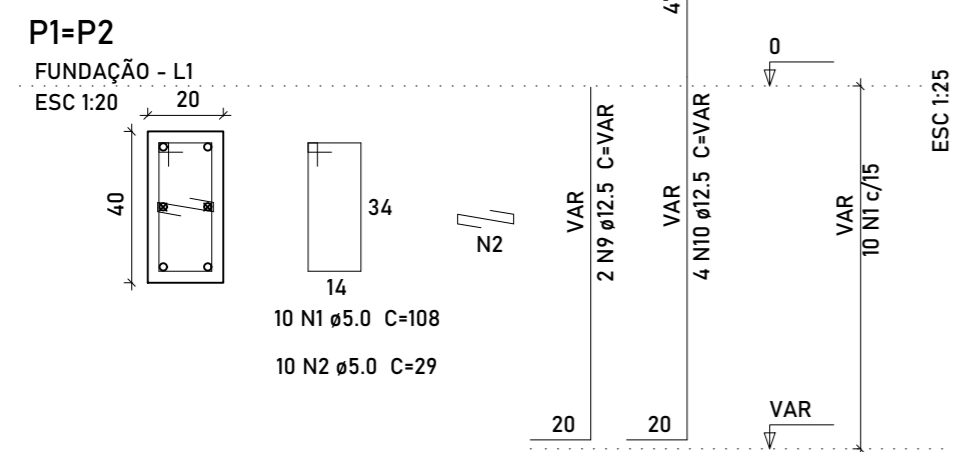 P1=P2
FUNDAÇÃO - L1
ESC 1:20
20
40
34
14
10 N1 ø5.0 C=108
N2
10 N2 ø5.0 C=29
VAR
2 N9 ø12.5 C=VAR
20
VAR
4 N10 ø12.5 C=VAR
20
0
VAR
VAR
10 N1 c/15
ESC 1:25